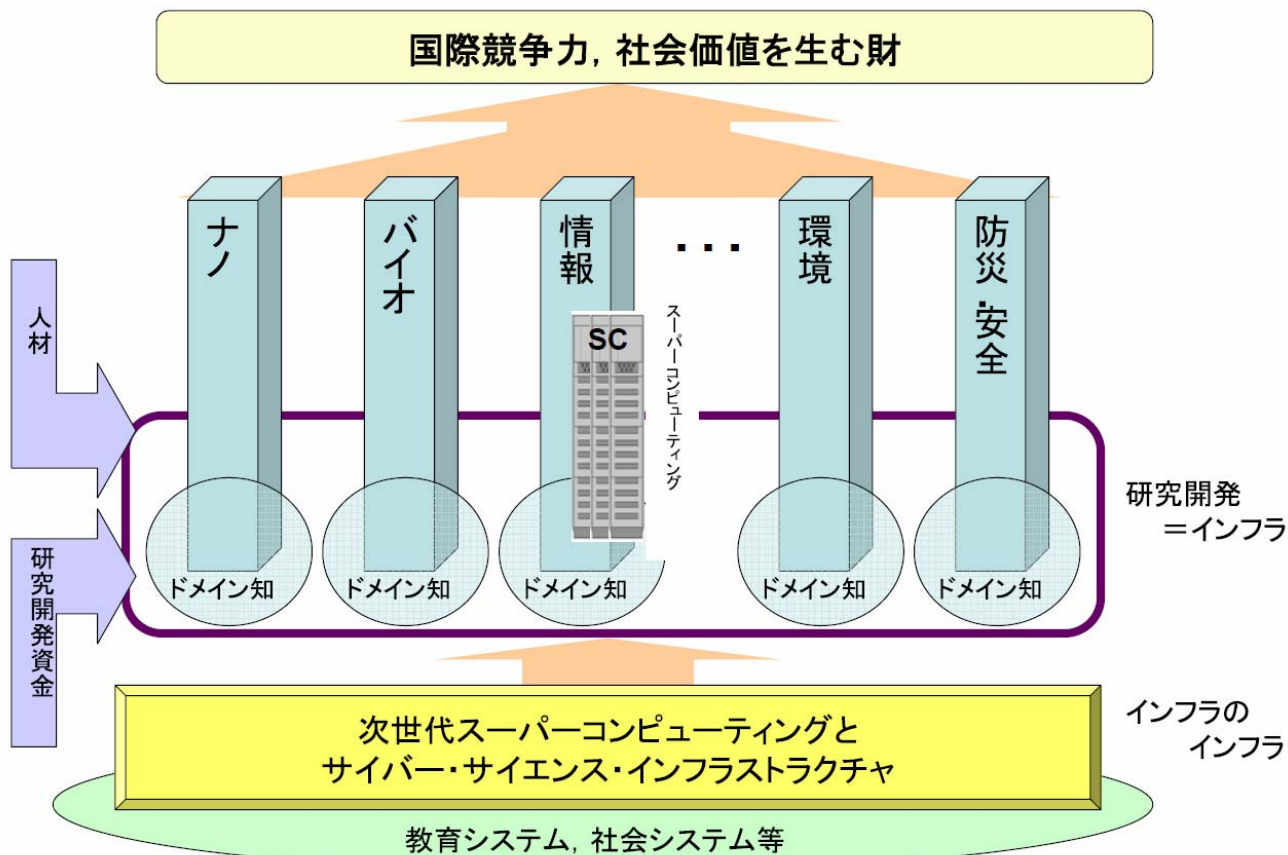 国際競争力, 社会価値を生む財
ナノ
バイオ
情報
・・・
環境
防災・安全
人材
SC
スーパーコンピューティング
研究開発
＝インフラ
ドメイン知
ドメイン知
ドメイン知
ドメイン知
ドメイン知
研究開発資金
次世代スーパーコンピューティングと
サイバー・サイエンス・インフラストラクチャ
インフラの
インフラ
教育システム, 社会システム等